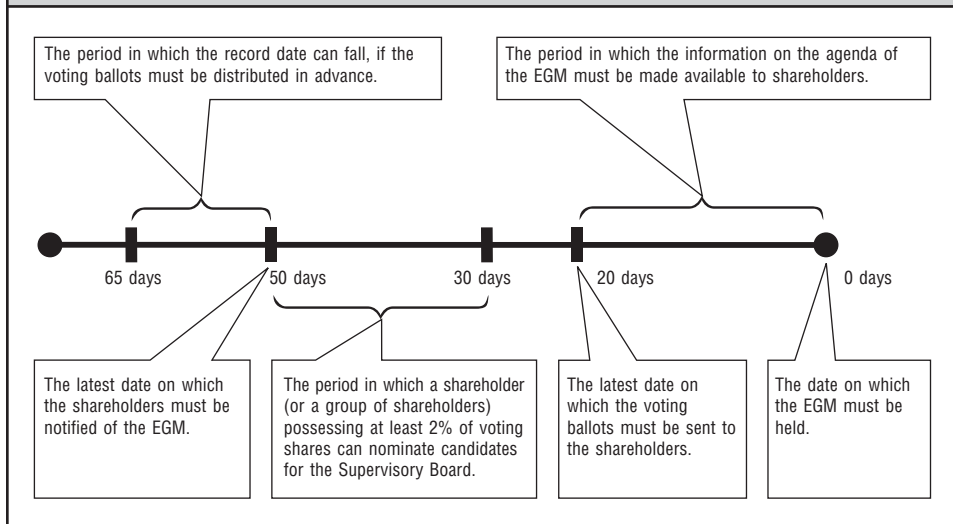 The period in which the record date can fall, if the
voting ballots must be distributed in advance.
The period in which the information on the agenda of
the EGM must be made available to shareholders.
65 days
50 days
30 days
20 days
0 days
The latest date on which
the shareholders must be
notified of the EGM.
The period in which a shareholder
(or a group of shareholders)
possessing at least 2% of voting
shares can nominate candidates
for the Supervisory Board.
The latest date on
which the voting
ballots must be sent to
the shareholders.
The date on which
the EGM must be
held.